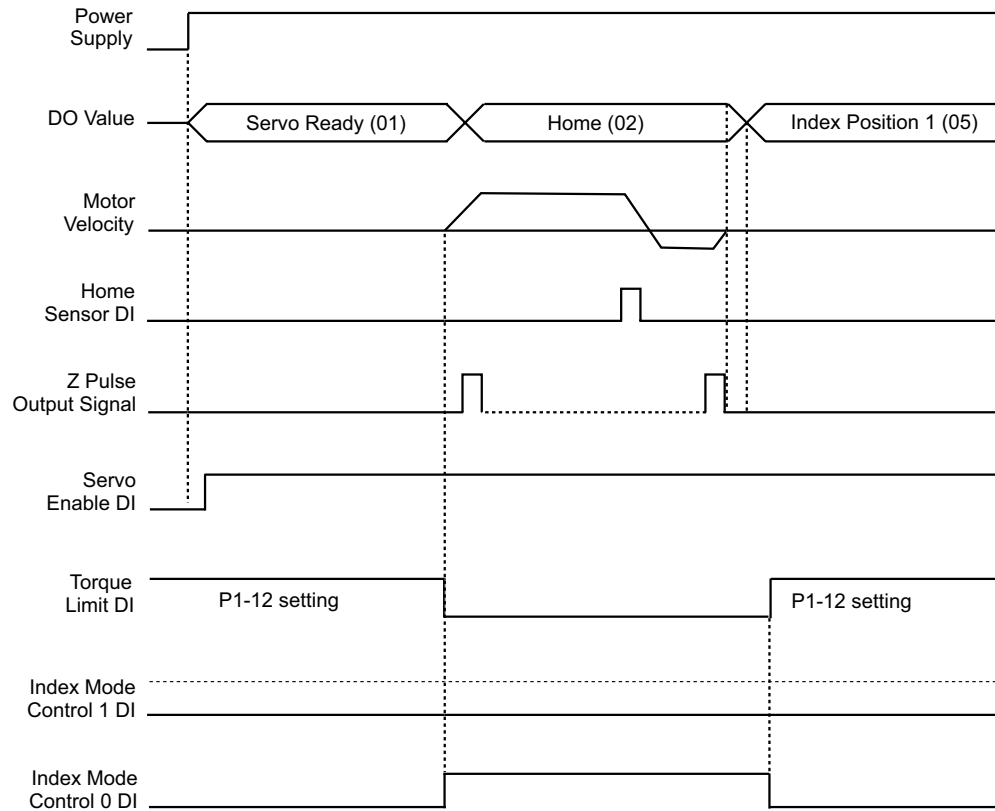 Power
Supply
DO Value
Servo Ready (01)
Home (02)
Index Position 1 (05)
Motor
Velocity
Home
Sensor DI
Z Pulse
Output Signal
Servo
Enable DI
Torque
Limit DI
P1-12 setting
P1-12 setting
Index Mode
Control 1 DI
Index Mode
Control 0 DI